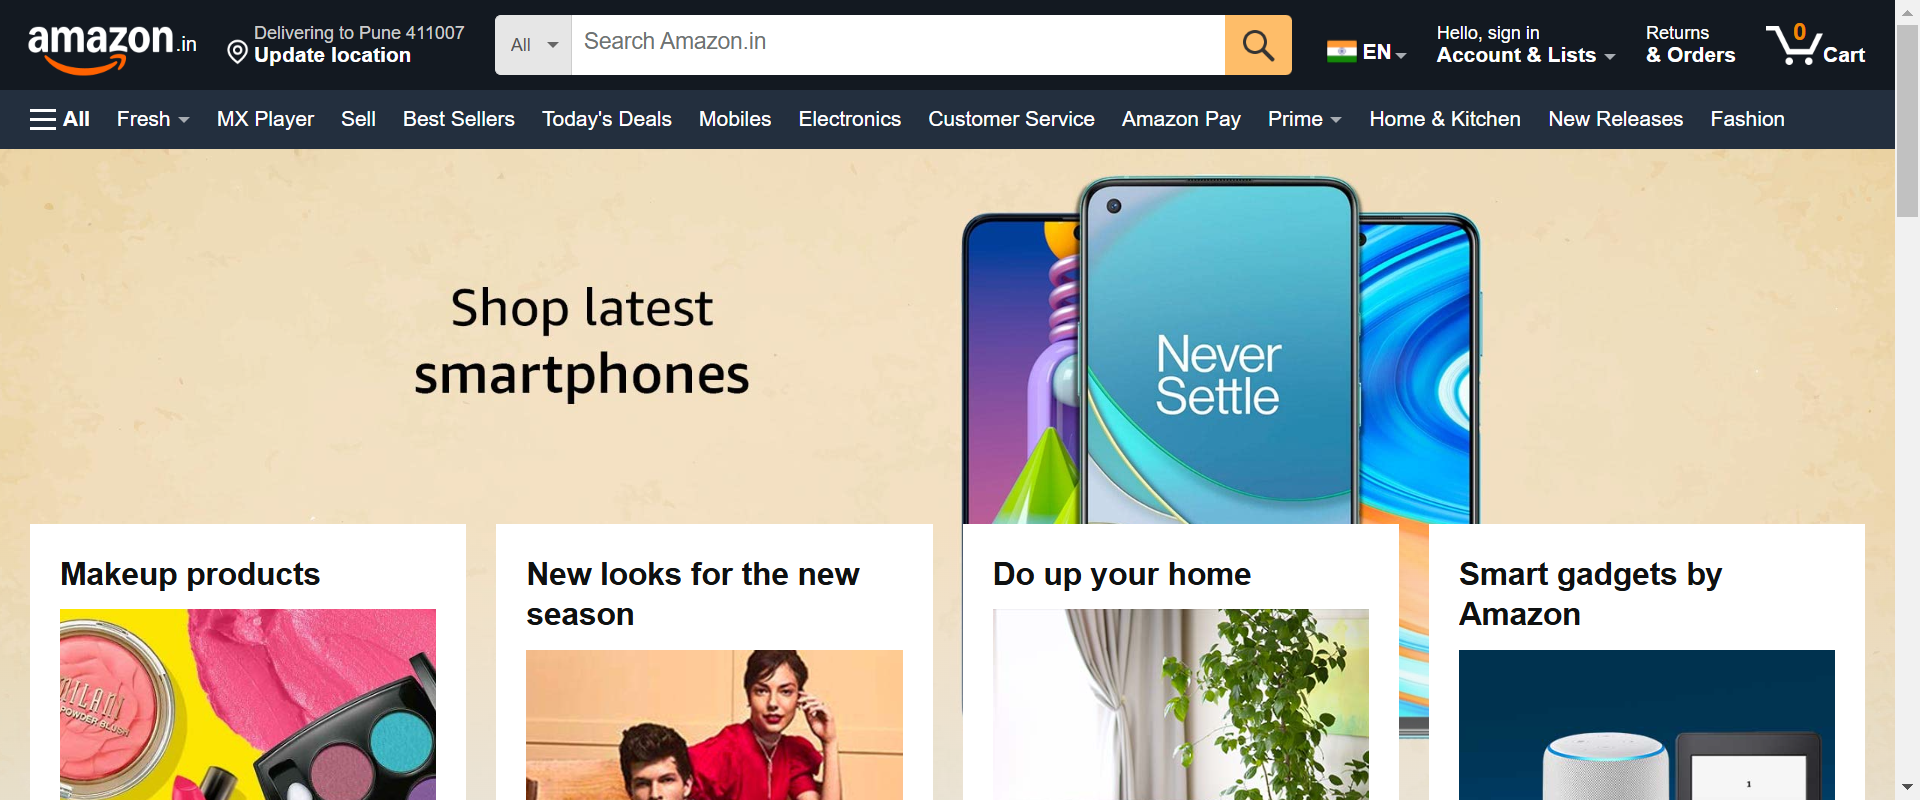 amazon.in
Delivering to Pune 411007
Update location
All
Search Amazon.in
EN
Hello, sign in
Account & Lists
Returns
& Orders
0
Cart
All
Fresh
MX Player
Sell
Best Sellers
Today's Deals
Mobiles
Electronics
Customer Service
Amazon Pay
Prime
Home & Kitchen
New Releases
Fashion
Shop latest
smartphones
Never
Settle
Makeup products
New looks for the new
season
Do up your home
Smart gadgets by
Amazon
MILANI
POWDER BLUSH
1